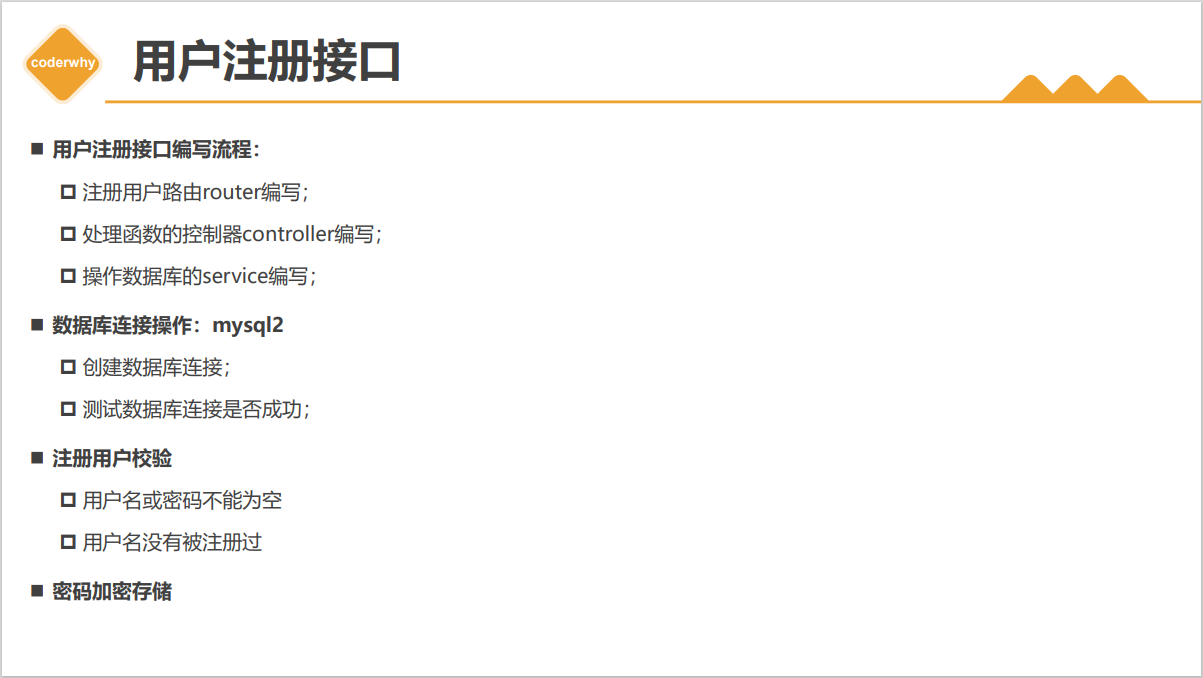 coderwhy
用户注册接口
用户注册接口编写流程：
注册用户路由router编写；
处理函数的控制器controller编写；
操作数据库的service编写；
数据库连接操作：mysql2
创建数据库连接；
测试数据库连接是否成功；
注册用户校验
用户名或密码不能为空
用户名没有被注册过
密码加密存储